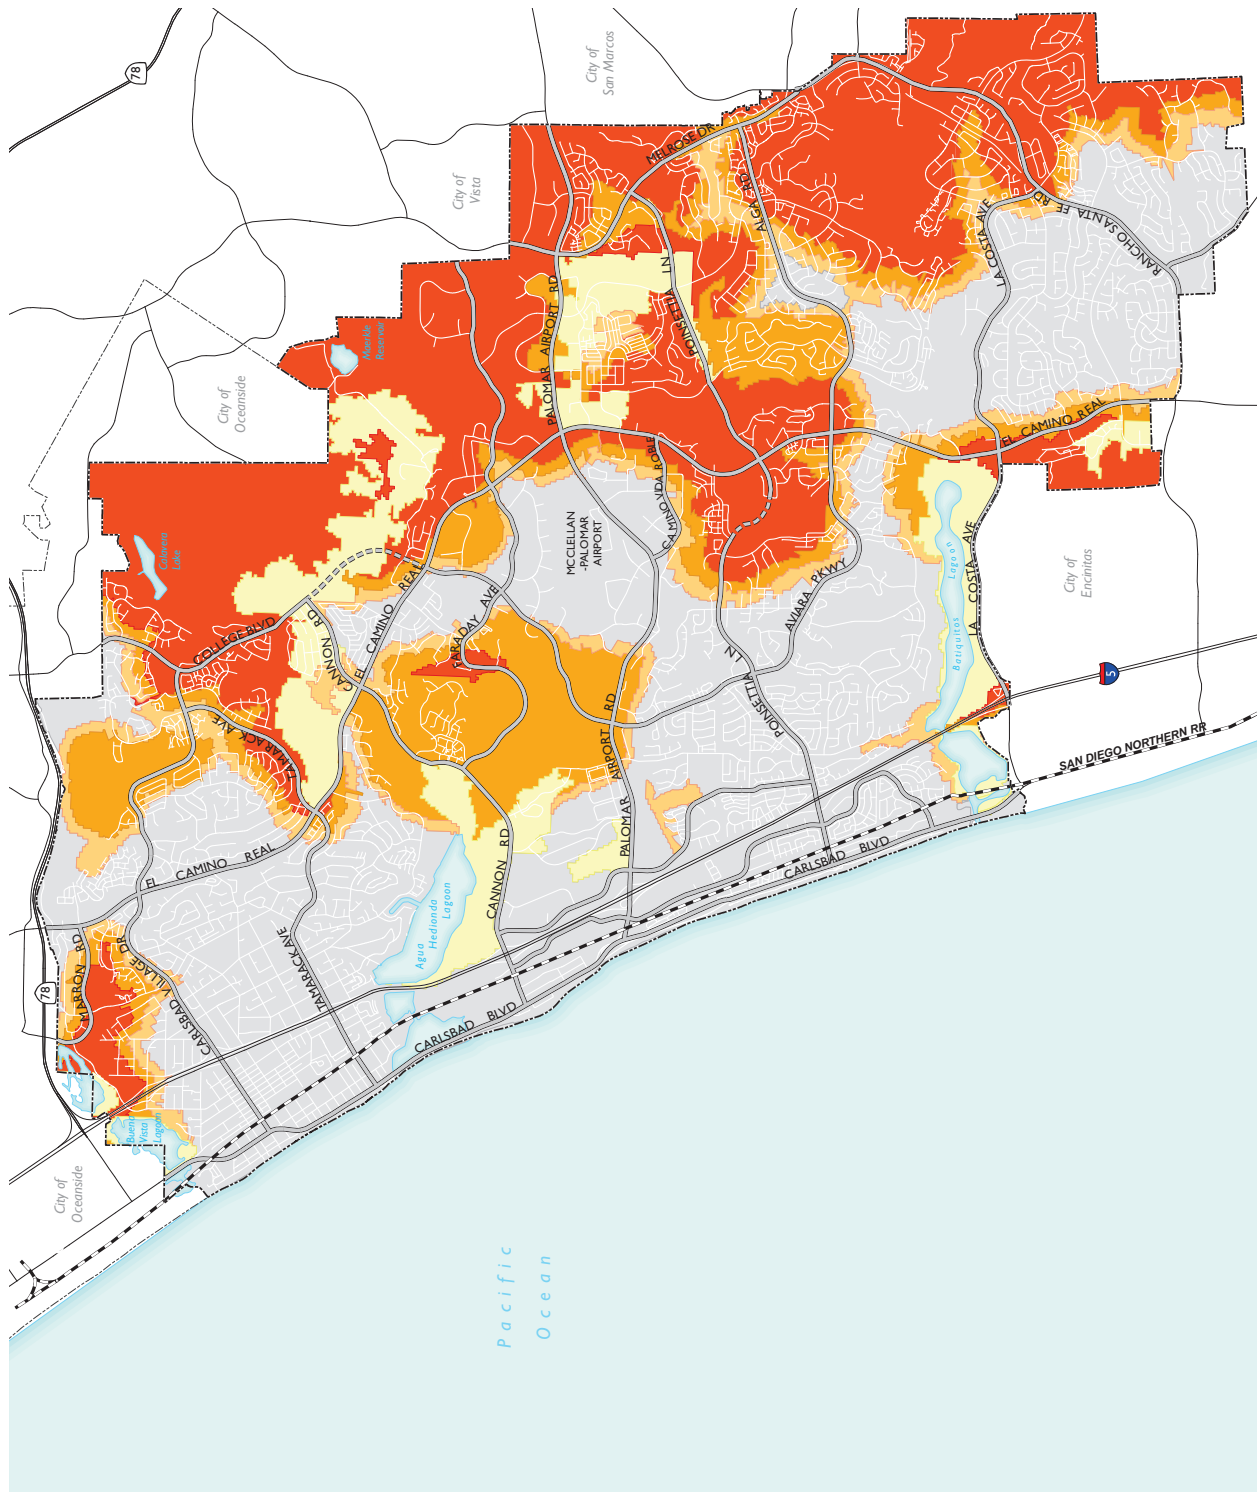 78
City of
San Marcos
City of
Vista
MELROSE DR
ALGA RD
LA COSTA AVE
RANCHO SANTA FE RD
PALOMAR AIRPORT RD
POINSETTIA LN
Maerkle
Reservoir
City of
Oceanside
EL CAMINO REAL
CAMINO VIDA ROBLE
MCCLELLAN
-PALOMAR
AIRPORT
Calavera
Lake
COLLEGE BLVD
CANNON RD
EL CAMINO REAL
FARADAY AVE
AVIARA PKWY
Batiquitos Lagoon
LA COSTA AVE
City of
Encinitas
5
POINSETTIA LN
TAMARACK AVE
AIRPORT RD
PALOMAR
SAN DIEGO NORTHERN RR
EL CAMINO REAL
CANNON RD
CARLSBAD BLVD
Agua
Hedionda
Lagoon
TAMARACK AVE
MARRON RD
CARLSBAD VILLAGE DR
78
CARLSBAD BLVD
Buena
Vista
Lagoon
City of
Oceanside
Pacific
Ocean